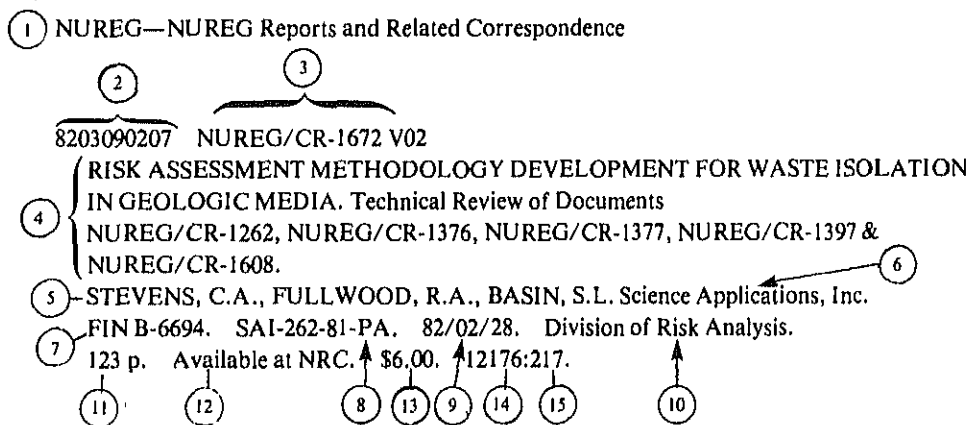 1 NUREG—NUREG Reports and Related Correspondence
2 3
8203090207 NUREG/CR-1672 V02
4 RISK ASSESSMENT METHODOLOGY DEVELOPMENT FOR WASTE ISOLATION
IN GEOLOGIC MEDIA. Technical Review of Documents
NUREG/CR-1262, NUREG/CR-1376, NUREG/CR-1377, NUREG/CR-1397 &
NUREG/CR-1608.
6
5 STEVENS, C.A., FULLWOOD, R.A., BASIN, S.L. Science Applications, Inc.
7 FIN B-6694. SAI-262-81-PA. 82/02/28. Division of Risk Analysis.
123 p. Available at NRC. $6.00. 12176:217.
11 12 8 13 9 14 15 10